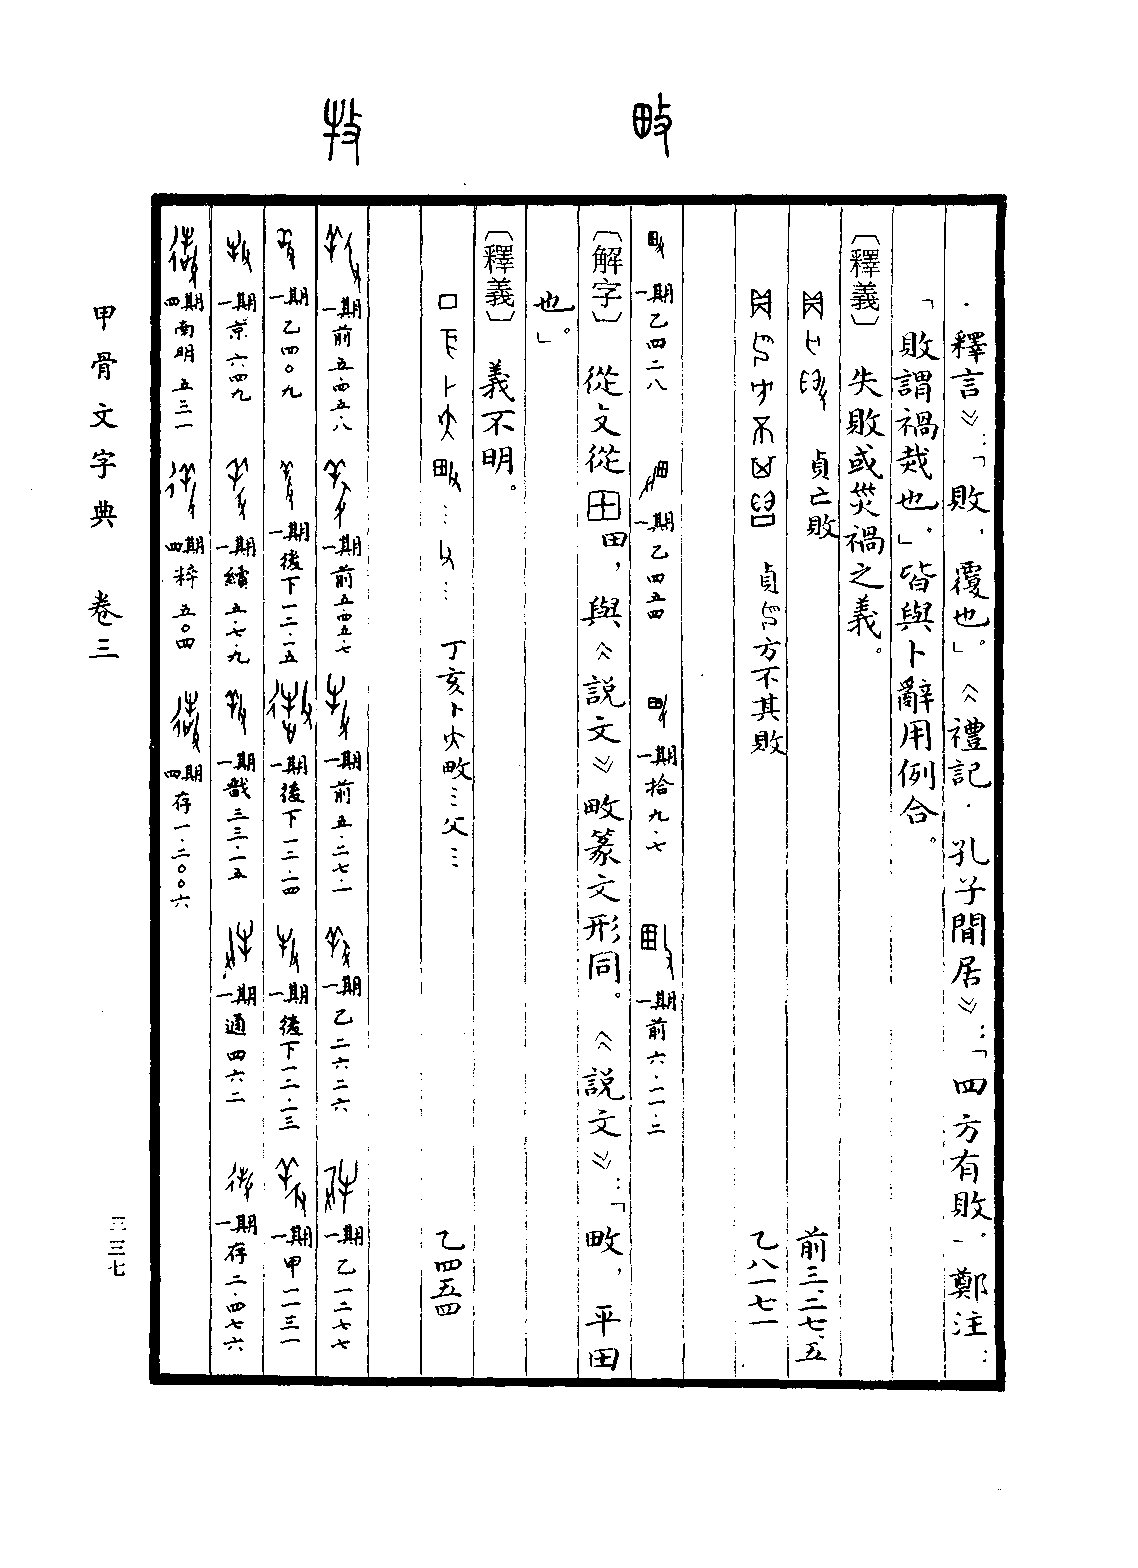 ·釋言》：「敗，覆也」。《禮記·孔子閒居》：「四方有敗」鄭注：
「敗謂禍烖也。」皆與卜辭用例合。
〔釋義〕失敗或災禍之義。
貞亡敗 前三.二七.五
方不其敗 乙八一七一
畋
一期乙四二八 一期乙四五四 一期拾九.七 一期前六.一一.二
〔解字〕從攴從田，與《說文》畋篆文形同。《說文》：「畋，平田
也」。
〔釋義〕義不明。
丁亥卜畋…父… 乙四五四
牧
一期前五.四五.八 一期前五.四五.七 一期前五.二七.一 一期乙二六二六 一期乙一二七七
一期乙四〇九 一期後下一二.一五 一期後下一二.一四 一期後下一二.一三 一期甲一一三一
一期京六四九 一期續五.七.九 一期戩三三.一五 一期通四六二 一期存二.四七六
四期南明五三一 四期粹五〇四 四期存一.二〇〇六
甲骨文字典 卷三
三三七